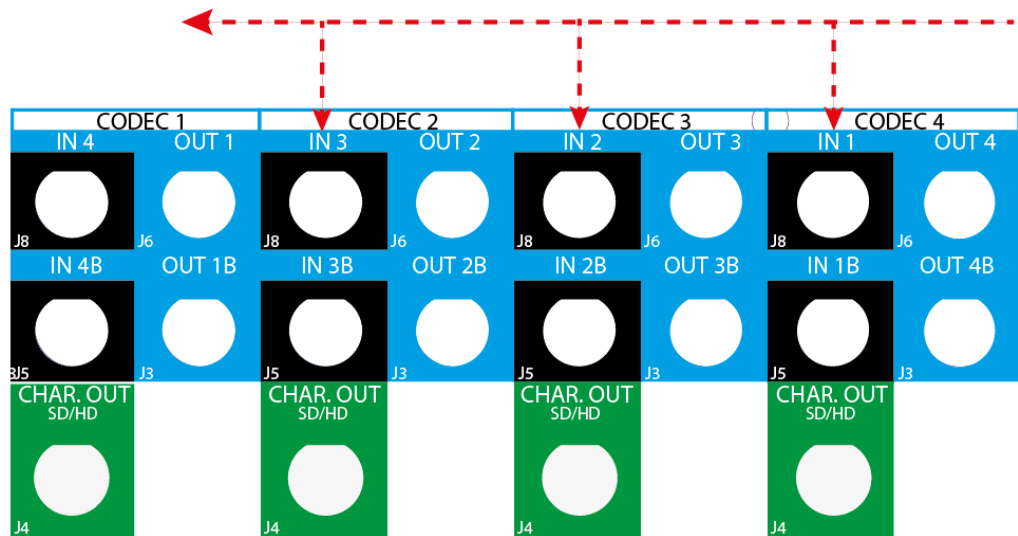 CODEC 1 CODEC 2 CODEC 3 CODEC 4
IN 4 OUT 1 IN 3 OUT 2 IN 2 OUT 3 IN 1 OUT 4
J8 J6 J8 J6 J8 J6 J8 J6
IN 4B OUT 1B IN 3B OUT 2B IN 2B OUT 3B IN 1B OUT 4B
J5 J3 J5 J3 J5 J3 J5 J3
CHAR. OUT CHAR. OUT CHAR. OUT CHAR. OUT
SD/HD SD/HD SD/HD SD/HD
J4 J4 J4 J4